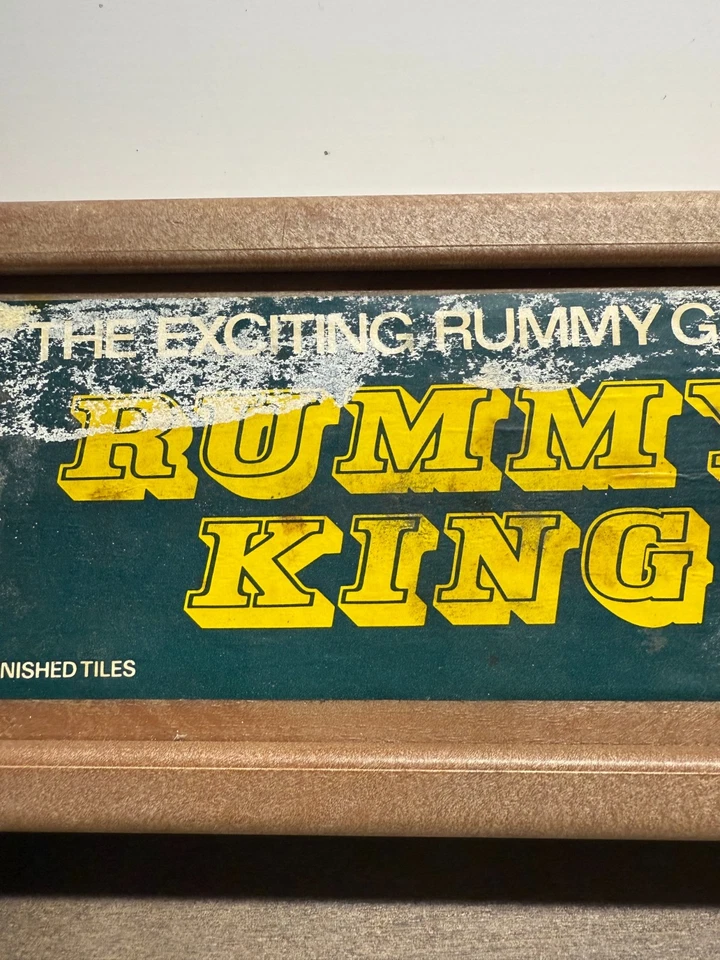 THE EXCITING RUMMY G
RUMMY
KING
NISHED TILES